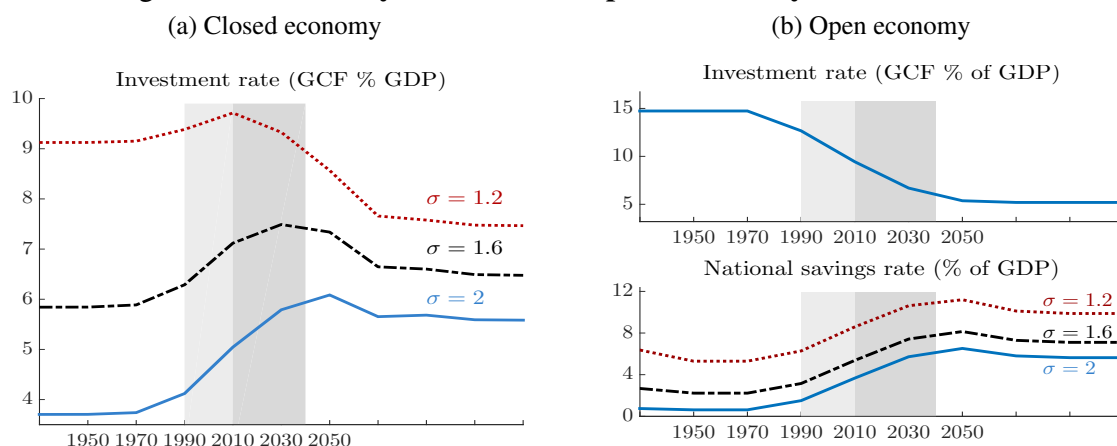 (a) Closed economy
Investment rate (GCF % GDP)
10
9
8
7
6
5
4
σ = 1.2
σ = 1.6
σ = 2
1950 1970 1990 2010 2030 2050
(b) Open economy
Investment rate (GCF % of GDP)
15
10
5
1950 1970 1990 2010 2030 2050
National savings rate (% of GDP)
12
8
4
0
σ = 1.2
σ = 1.6
σ = 2
1950 1970 1990 2010 2030 2050